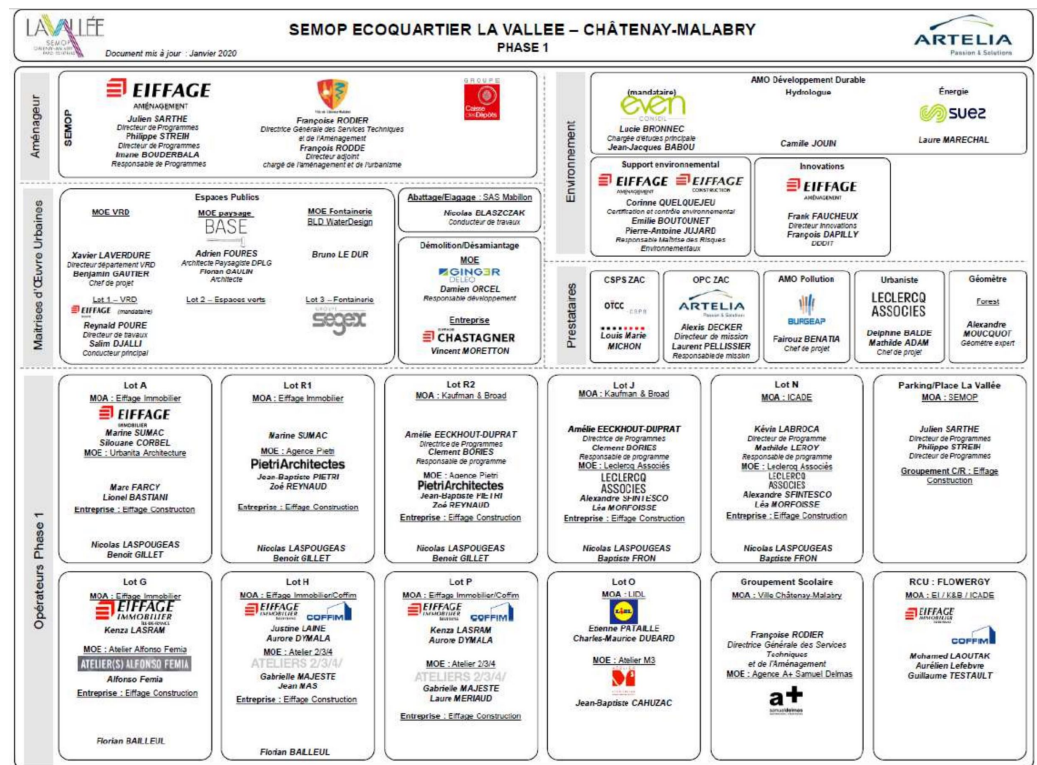 LAVALLÉE
SEMOP
Document mis à jour : Janvier 2020
SEMOP ECOQUARTIER LA VALLEE – CHÂTENAY-MALABRY
PHASE 1
ARTELIA
Passion & Solutions
Aménageur
SEMOP
EIFFAGE
AMÉNAGEMENT
Julien SARTHE
Directeur de Programmes
Philippe STREIH
Directeur de Programmes
Imane BOUDERBALA
Responsable de Programmes
Françoise RODIER
Directrice Générale des Services Techniques
et de l'Aménagement
François RODDE
Directeur adjoint
chargé de l'aménagement et de l'urbanisme
GROUPE
Caisse
des Dépôts
Environnement
AMO Développement Durable
(mandataire)
even
CONSEIL
Lucie BRONNEC
Chargée d'études principale
Jean-Jacques BABOU
Hydrologue
Camille JOUIN
Énergie
suez
Laure MARECHAL
Support environmental
EIFFAGE
AMÉNAGEMENT
EIFFAGE
CONSTRUCTION
Corinne QUELQUEJEU
Certification et contrôle environnemental
Emilie BOUTOUNET
Pierre-Antoine JUJARD
Responsable Maîtrise des Risques
Environnementaux
Innovations
EIFFAGE
AMÉNAGEMENT
Frank FAUCHEUX
Directeur Innovations
François DAPILLY
Maitrises d'Œuvre Urbaines
Espaces Publics
MOE VRD
Xavier LAVERDURE
Directeur département VRD
Benjamin GAUTIER
Chef de projet
MOE paysage
BASE
Adrien FOURES
Architecte Paysagiste DPLG
Florian GAULIN
Architecte
MOE Fontainerie
BLD WaterDesign
Bruno LE DUR
Lot 1 – VRD
EIFFAGE (mandataire)
Reynald POURE
Directeur de travaux
Salim DJALLI
Conducteur principal
Lot 2 – Espaces verts
Lot 3 – Fontainerie
segex
Abattage/Elagage : SAS Mabillon
Nicolas BLASZCZAK
Conducteur de travaux
Démolition/Désamiantage
MOE
GINGER
DELEO
Damien ORCEL
Responsable développement
Entreprise
EIFFAGE
CHASTAGNER
Vincent MORETTON
Prestataires
CSPS ZAC
OTCC
CSPS
Louis Marie
MICHON
OPC ZAC
ARTELIA
Passion & Solutions
Alexis DECKER
Directeur de mission
Laurent PELLISSIER
Responsable de mission
AMO Pollution
BURGEAP
Fairouz BENATIA
Chef de projet
Urbaniste
LECLERCQ
ASSOCIES
Delphine BALDE
Mathilde ADAM
Chef de projet
Géomètre
Forest
Alexandre
MOUCQUOT
Géomètre expert
Opérateurs Phase 1
Lot A
MOA : Eiffage Immobilier
EIFFAGE
IMMOBILIER
Marine SUMAC
Silouane CORBEL
MOE : Urbanita Architecture
Marc FARCY
Lionel BASTIANI
Entreprise : Eiffage Construction
Nicolas LASPOUGEAS
Benoit GILLET
Lot R1
MOA : Eiffage Immobilier
Marine SUMAC
MOE : Agence Pietri
PietriArchitectes
Jean-Baptiste PIETRI
Zoé REYNAUD
Entreprise : Eiffage Construction
Nicolas LASPOUGEAS
Benoit GILLET
Lot R2
MOA : Kaufman & Broad
Amélie EECKHOUT-DUPRAT
Directrice de Programmes
Clement BORIES
Responsable de programme
MOE : Agence Pietri
PietriArchitectes
Jean-Baptiste PIETRI
Zoé REYNAUD
Entreprise : Eiffage Construction
Nicolas LASPOUGEAS
Benoit GILLET
Lot J
MOA : Kaufman & Broad
Amélie EECKHOUT-DUPRAT
Directrice de Programmes
Clement BORIES
Responsable de programme
MOE : Leclercq Associés
LECLERCQ
ASSOCIES
Alexandre SFINTESCO
Léa MORFOISSE
Entreprise : Eiffage Construction
Nicolas LASPOUGEAS
Baptiste FRON
Lot N
MOA : ICADE
Kévin LABROCA
Directeur de Programme
Mathilde LEROY
Responsable de programme
MOE : Leclercq Associés
LECLERCQ
ASSOCIES
Alexandre SFINTESCO
Léa MORFOISSE
Entreprise : Eiffage Construction
Nicolas LASPOUGEAS
Baptiste FRON
Parking/Place La Vallée
MOA : SEMOP
Julien SARTHE
Directeur de Programmes
Philippe STREIH
Directeur de Programmes
Groupement C/R : Eiffage
Construction
Lot G
MOA : Eiffage Immobilier
EIFFAGE
IMMOBILIER
Kenza LASRAM
MOE : Atelier Alfonso Femia
ATELIER(S) ALFONSO FEMIA
Alfonso Femia
Entreprise : Eiffage Construction
Florian BAILLEUL
Lot H
MOA : Eiffage Immobilier/Coffim
EIFFAGE
IMMOBILIER
COFFIM
Justine LAINE
Aurore DYMALA
MOE : Atelier 2/3/4
ATELIERS 2/3/4/
Gabrielle MAJESTE
Jean MAS
Entreprise : Eiffage Construction
Florian BAILLEUL
Lot P
MOA : Eiffage Immobilier/Coffim
EIFFAGE
IMMOBILIER
COFFIM
Kenza LASRAM
Aurore DYMALA
MOE : Atelier 2/3/4
ATELIERS 2/3/4/
Gabrielle MAJESTE
Laure MERIAUD
Entreprise : Eiffage Construction
Lot O
MOA : LIDL
LIDL
Etienne PATAILLE
Charles-Maurice DUBARD
MOE : Atelier M3
Jean-Baptiste CAHUZAC
Groupement Scolaire
MOA : Ville Châtenay-Malabry
Françoise RODIER
Directrice Générale des Services
Techniques
et de l'Aménagement
MOE : Agence A+ Samuel Delmas
a+
samueldelmas
RCU : FLOWERGY
MOA : EI / K&B / ICADE
EIFFAGE
IMMOBILIER
COFFIM
Mohamed LAOUTAK
Aurélien Lefebvre
Guillaume TESTAULT